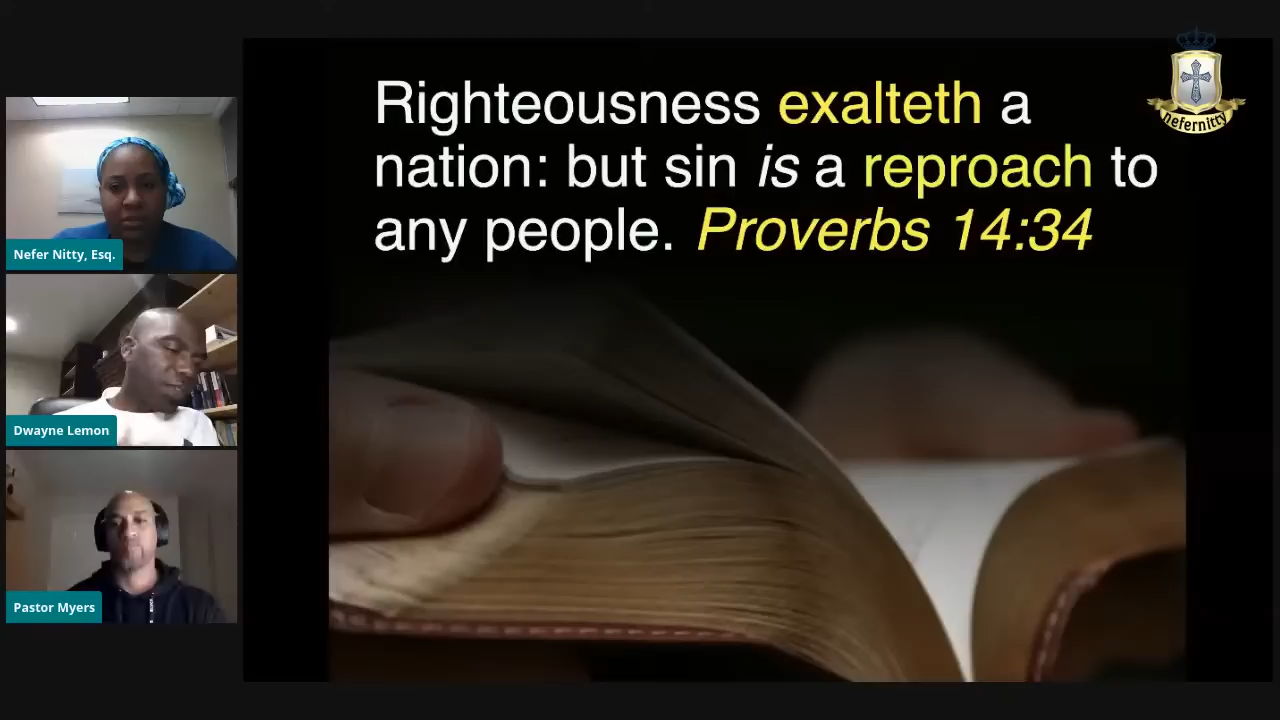 Righteousness exalteth a
nation: but sin is a reproach to
any people. Proverbs 14:34
nefernitty
Nefer Nitty, Esq.
Dwayne Lemon
Pastor Myers